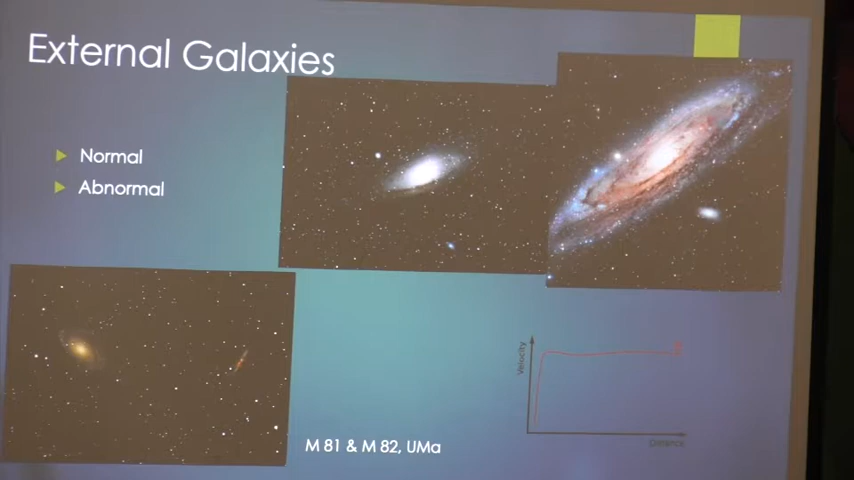 External Galaxies
Normal
Abnormal
M 81 & M 82, UMa
Velocity
Distance